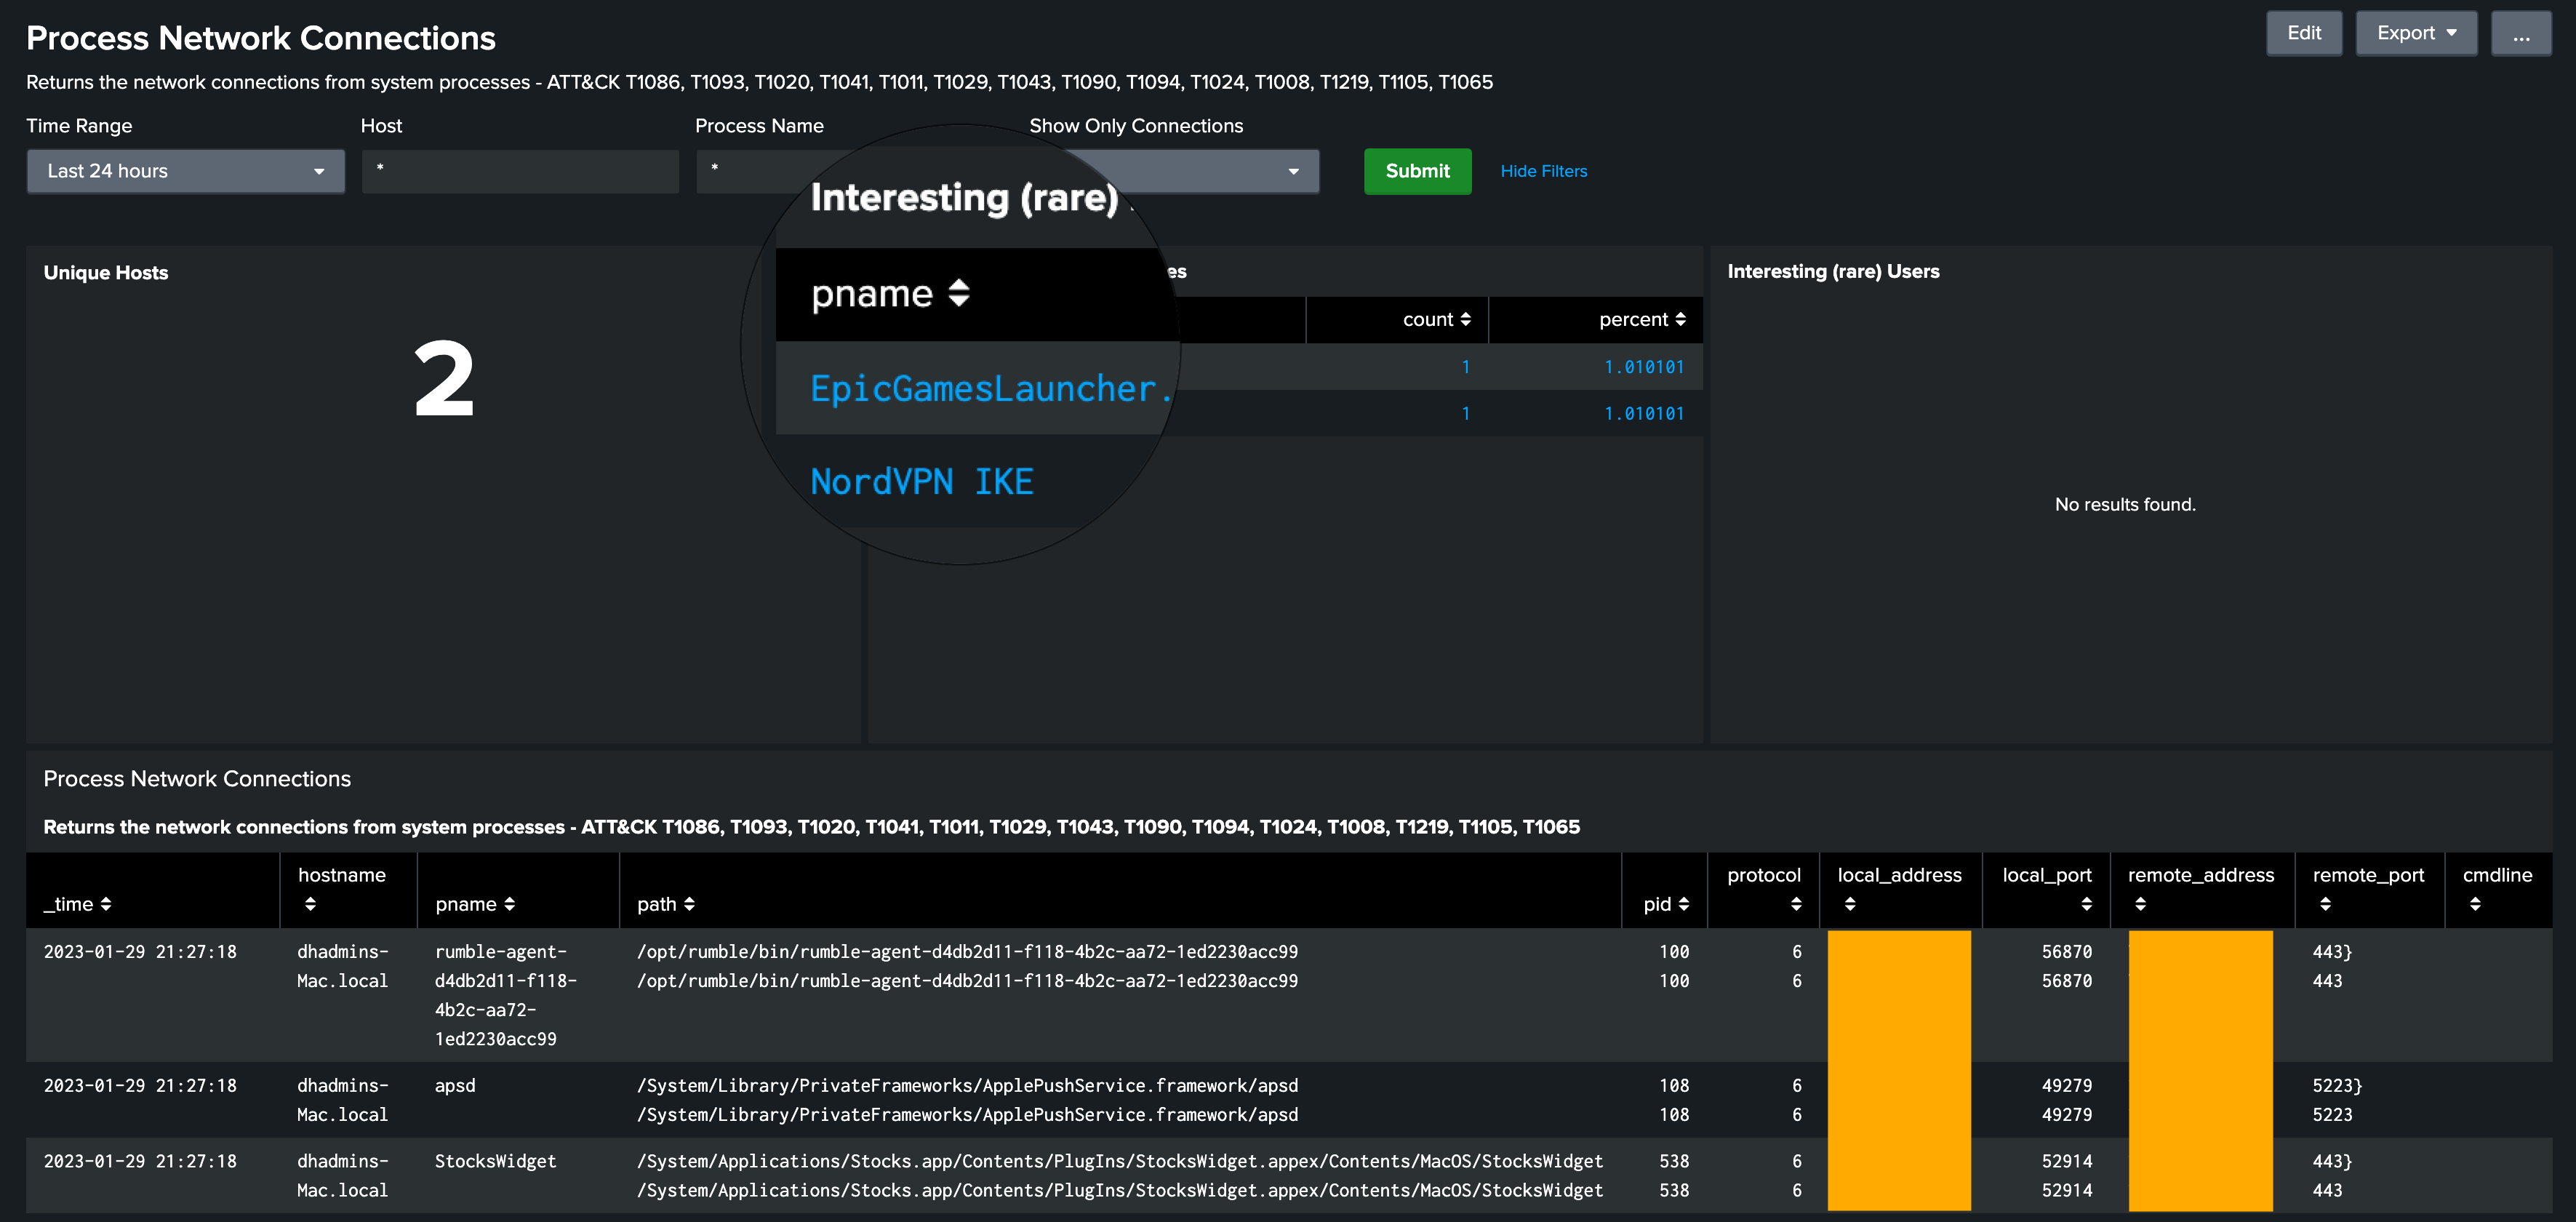 Process Network Connections
Edit
Export
...
Returns the network connections from system processes - ATT&CK T1086, T1093, T1020, T1041, T1011, T1029, T1043, T1090, T1094, T1024, T1008, T1219, T1105, T1065
Time Range
Host
Process Name
Show Only Connections
Last 24 hours
*
*
Submit
Hide Filters
Unique Hosts
2
Interesting (rare)
es
pname
count
percent
EpicGamesLauncher.
1
1.010101
NordVPN IKE
1
1.010101
Interesting (rare) Users
No results found.
Process Network Connections
Returns the network connections from system processes - ATT&CK T1086, T1093, T1020, T1041, T1011, T1029, T1043, T1090, T1094, T1024, T1008, T1219, T1105, T1065
_time hostname pname path pid protocol local_address local_port remote_address remote_port cmdline
2023-01-29 21:27:18 dhadmins- rumble-agent- /opt/rumble/bin/rumble-agent-d4db2d11-f118-4b2c-aa72-1ed2230acc99 100 6 56870 443}
Mac.local d4db2d11-f118- /opt/rumble/bin/rumble-agent-d4db2d11-f118-4b2c-aa72-1ed2230acc99 100 6 56870 443
4b2c-aa72-
1ed2230acc99
2023-01-29 21:27:18 dhadmins- apsd /System/Library/PrivateFrameworks/ApplePushService.framework/apsd 108 6 49279 5223}
Mac.local /System/Library/PrivateFrameworks/ApplePushService.framework/apsd 108 6 49279 5223
2023-01-29 21:27:18 dhadmins- StocksWidget /System/Applications/Stocks.app/Contents/PlugIns/StocksWidget.appex/Contents/MacOS/StocksWidget 538 6 52914 443}
Mac.local /System/Applications/Stocks.app/Contents/PlugIns/StocksWidget.appex/Contents/MacOS/StocksWidget 538 6 52914 443